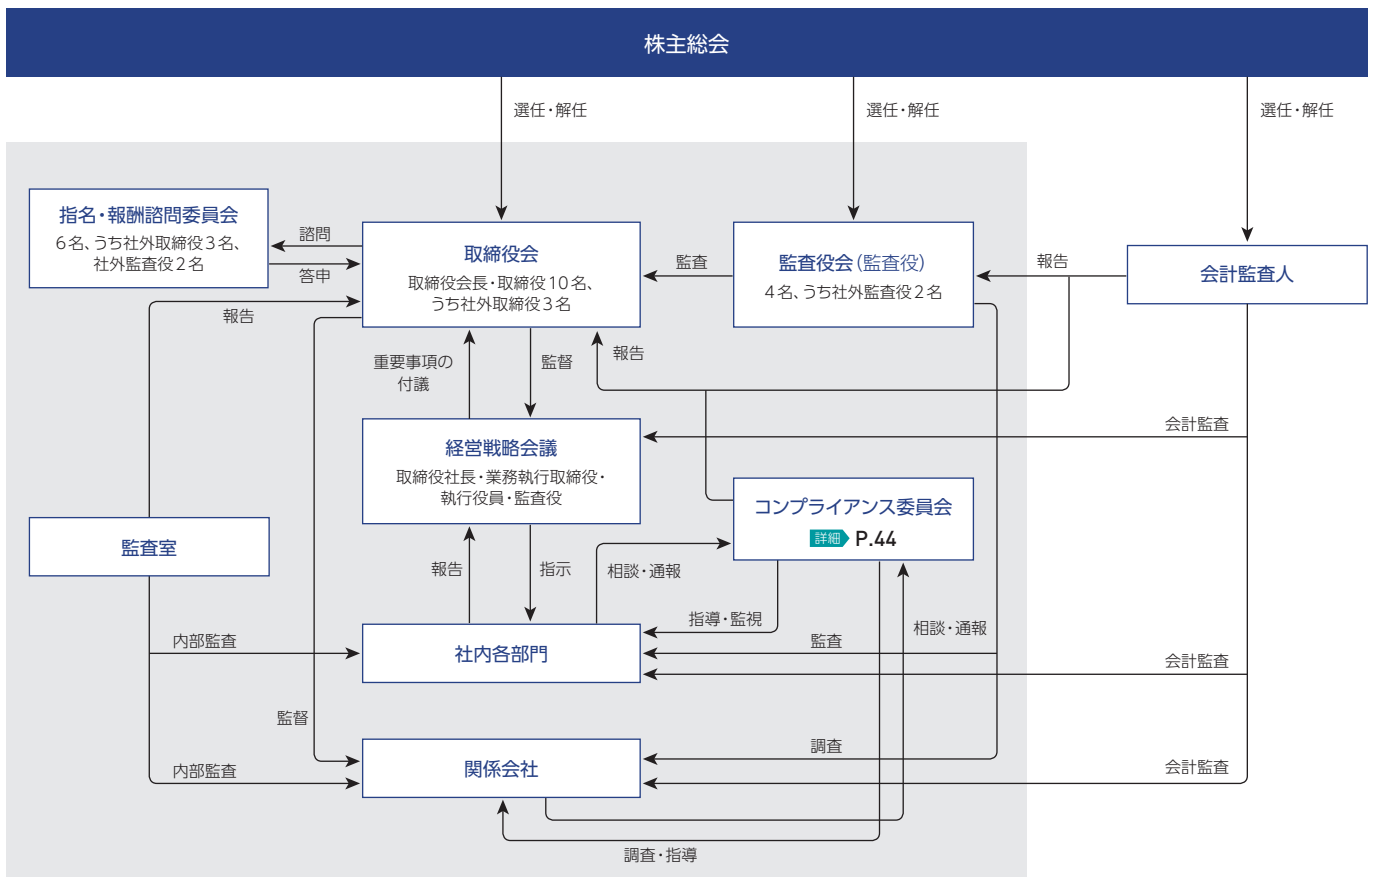 株主総会
選任・解任
選任・解任
選任・解任
指名・報酬諮問委員会
6名、うち社外取締役3名、
社外監査役2名
諮問
答申
取締役会
取締役会長・取締役10名、
うち社外取締役3名
監査
監査役会(監査役)
4名、うち社外監査役2名
報告
会計監査人
報告
重要事項の
付議
監督
報告
経営戦略会議
取締役社長・業務執行取締役・
執行役員・監査役
会計監査
コンプライアンス委員会
詳細 P.44
監査室
報告
指示
相談・通報
指導・監視
相談・通報
内部監査
社内各部門
監査
会計監査
監督
関係会社
調査
内部監査
会計監査
調査・指導